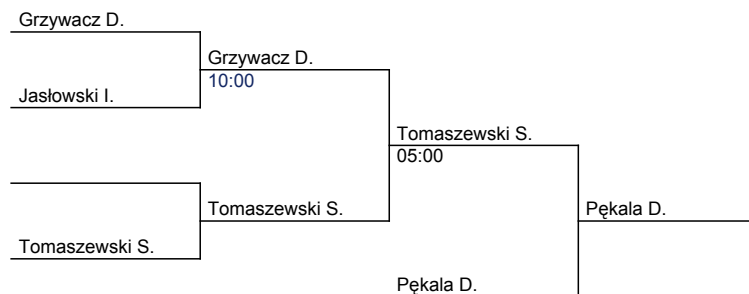 Grzywacz D.
Grzywacz D.
10:00
Jasłowski I.
Tomaszewski S.
05:00
Tomaszewski S.
Pękala D.
Tomaszewski S.
Pękala D.